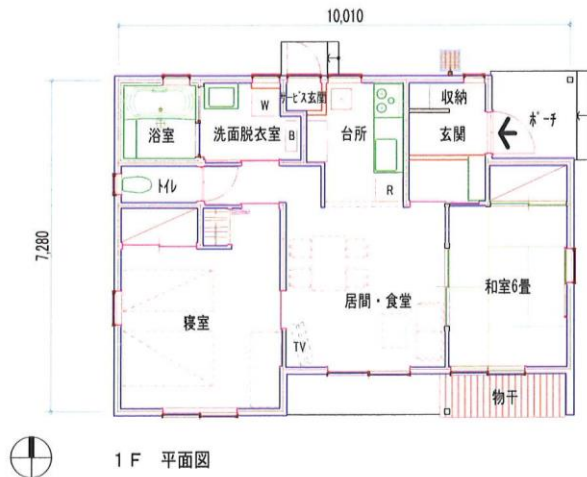 10,010
7,280
浴室
洗面脱衣室
W
B
サービス玄関
台所
R
収納
玄関
ポーチ
トイレ
寝室
TV
居間・食堂
和室6畳
物干
1F 平面図